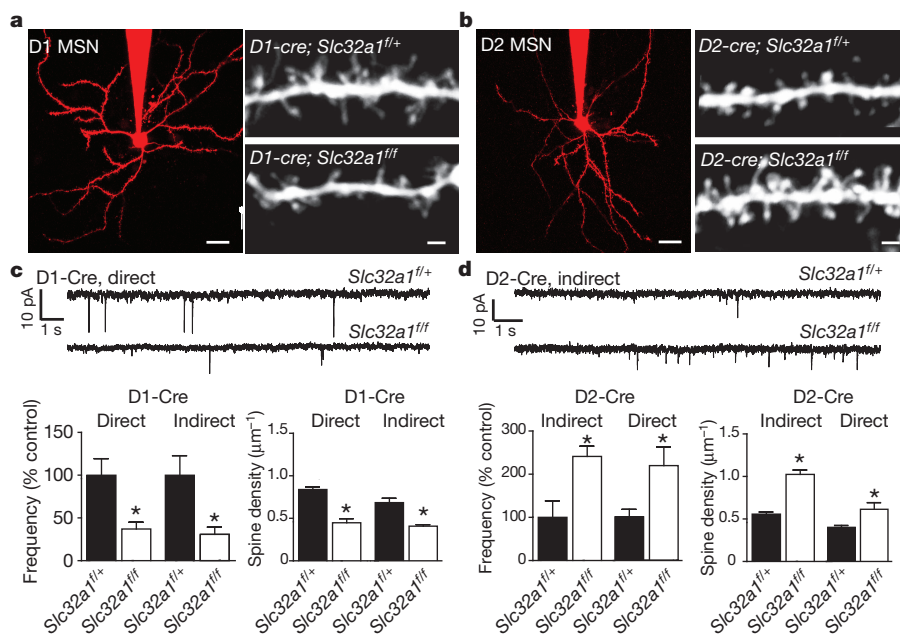 a
D1 MSN
D1-cre; Slc32a1f/+
D1-cre; Slc32a1f/f
b
D2 MSN
D2-cre; Slc32a1f/+
D2-cre; Slc32a1f/f
c
D1-Cre, direct
Slc32a1f/+
10 pA
1 s
Slc32a1f/f
D1-Cre
Direct Indirect
Frequency (% control)
150
100
50
0
* *
Slc32a1f/+ Slc32a1f/f Slc32a1f/+ Slc32a1f/f
D1-Cre
Direct Indirect
Spine density (μm−1)
1.5
1.0
0.5
0
* *
Slc32a1f/+ Slc32a1f/f Slc32a1f/+ Slc32a1f/f
d
D2-Cre, indirect
Slc32a1f/+
10 pA
1 s
Slc32a1f/f
D2-Cre
Indirect Direct
Frequency (% control)
300
200
100
0
* *
Slc32a1f/+ Slc32a1f/f Slc32a1f/+ Slc32a1f/f
D2-Cre
Indirect Direct
Spine density (μm−1)
1.5
1.0
0.5
0
* *
Slc32a1f/+ Slc32a1f/f Slc32a1f/+ Slc32a1f/f